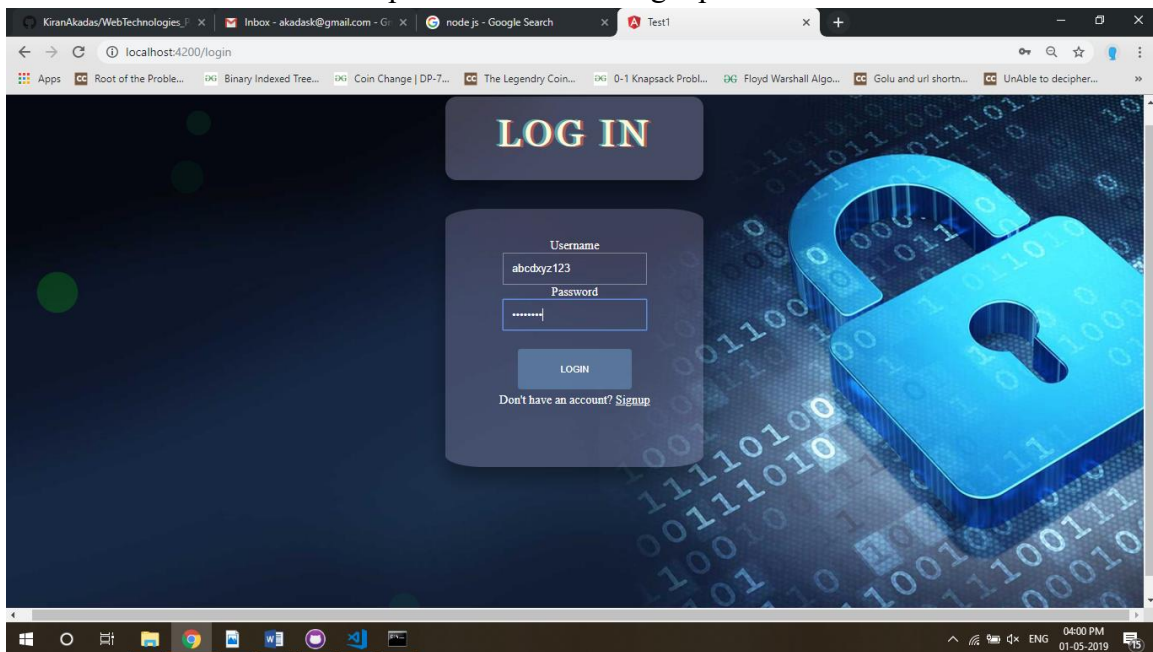 KiranAkadas/WebTechnologies_P
Inbox - akadask@gmail.com - Gm
node js - Google Search
Test1
localhost:4200/login
Apps
Root of the Proble...
Binary Indexed Tree...
Coin Change | DP-7...
The Legendry Coin...
0-1 Knapsack Probl...
Floyd Warshall Algo...
Golu and url shortn...
UnAble to decipher...
LOG IN
Username
abcdxyz123
Password
LOGIN
Don't have an account? Signup
ENG
04:00 PM
01-05-2019
15